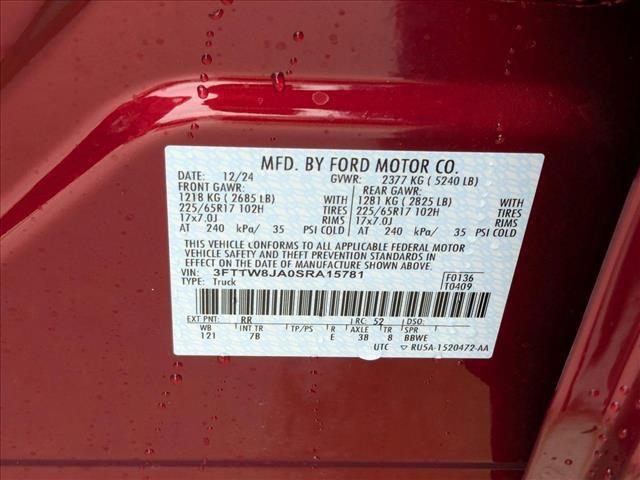 MFD. BY FORD MOTOR CO.
DATE: 12/24 GVWR: 2377 KG ( 5240 LB)
FRONT GAWR: REAR GAWR:
1218 KG ( 2685 LB) WITH 1281 KG ( 2825 LB) WITH
225/65R17 102H TIRES 225/65R17 102H TIRES
17x7.0J RIMS 17x7.0J RIMS
AT 240 kPa/ 35 PSI COLD AT 240 kPa/ 35 PSI COLD
THIS VEHICLE CONFORMS TO ALL APPLICABLE FEDERAL MOTOR
VEHICLE SAFETY AND THEFT PREVENTION STANDARDS IN EFFECT
ON THE DATE OF MANUFACTURE SHOWN ABOVE.
VIN: 3FTTW8JA0SRA15781 F0136
TYPE: Truck T0409
EXT PNT: RR RC: 52 DSO:
WB INT TR TP/PS R AXLE TR SPR
121 7B E 38 8 BBWE
UTC RU5A-1520472-AA